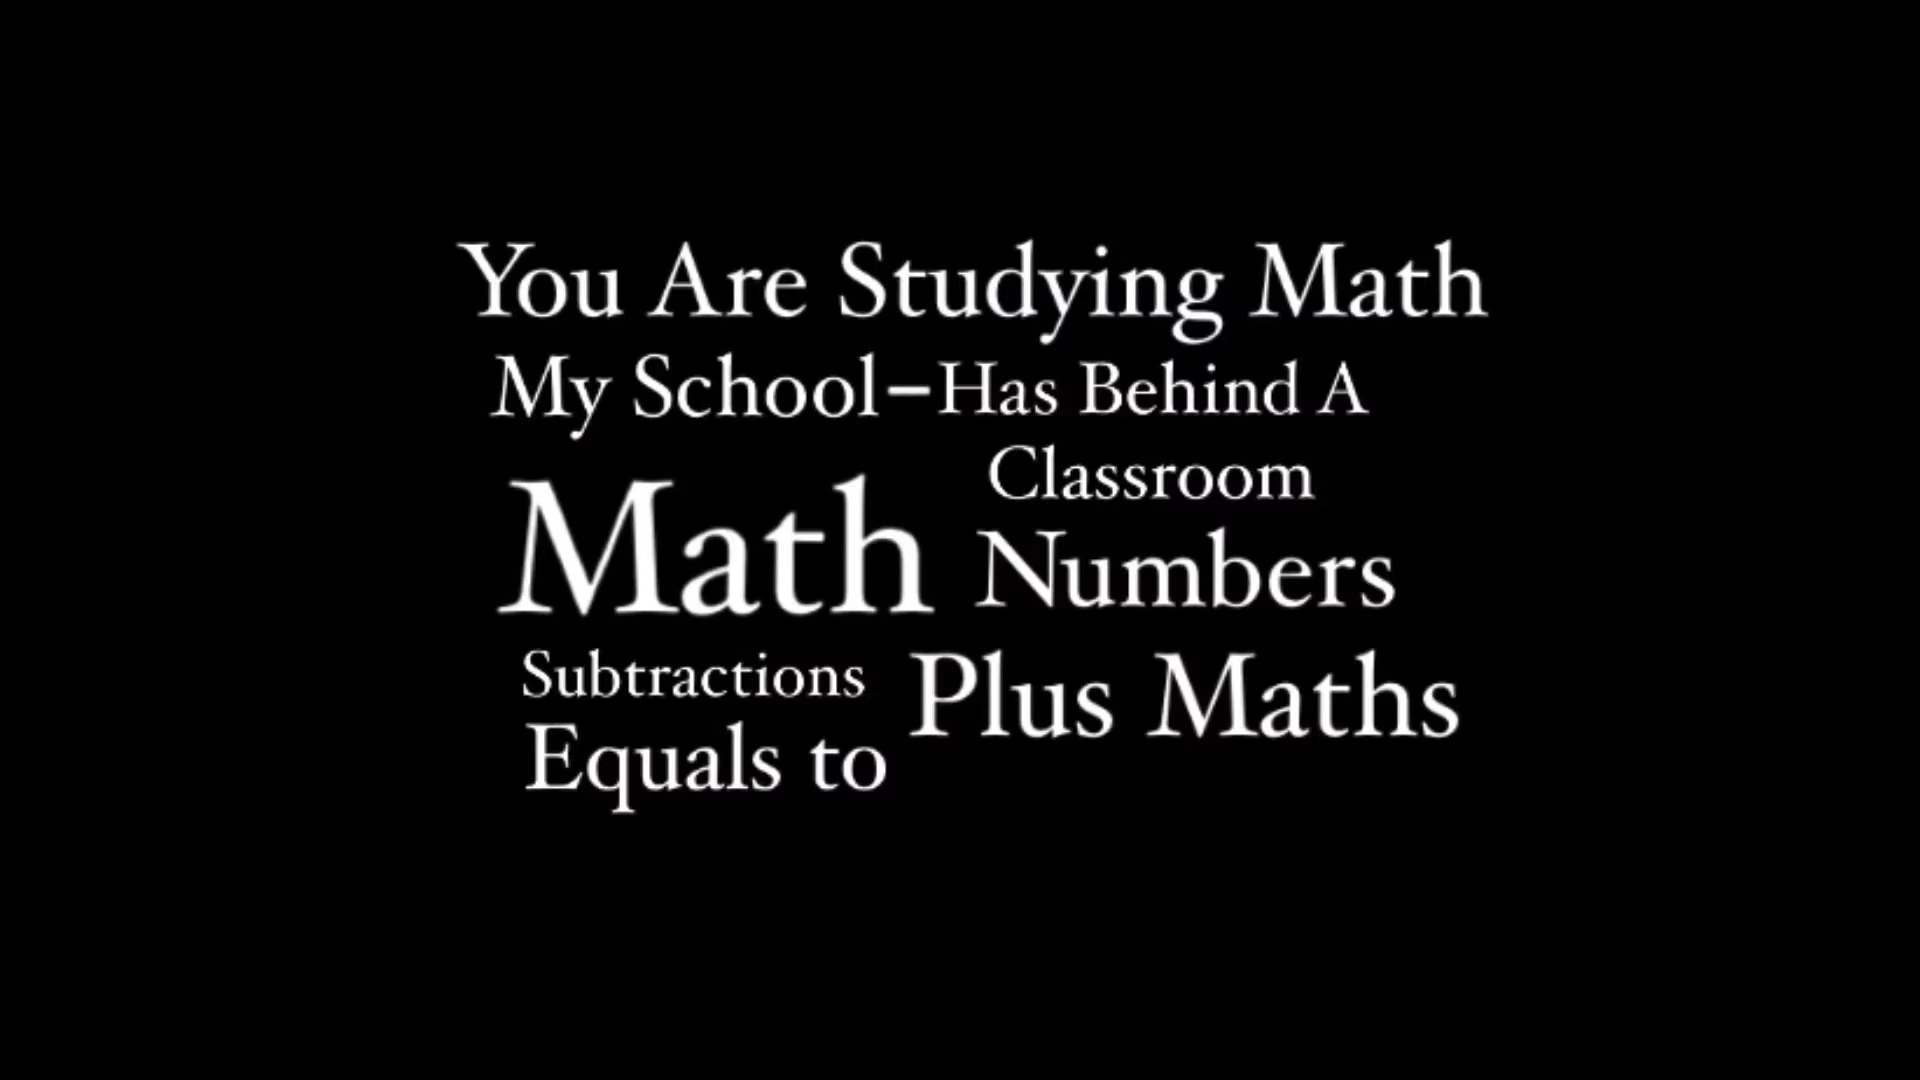 You Are Studying Math
My School–Has Behind A
Classroom
Math
Numbers
Subtractions
Plus Maths
Equals to